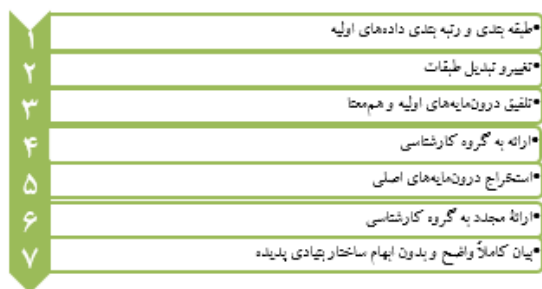 ۱ •طبقه بندی و رتبه بندی داده‌های اولیه
۲ •تغییرو تبدیل طبقات
۳ •تلفیق درون‌مایه‌های اولیه و هم‌معنا
۴ •ارائه به گروه کارشناسی
۵ •استخراج درون‌مایه‌های اصلی
۶ •ارائۀ مجدد به گروه کارشناسی
۷ •بیان کاملاً واضح و بدون ابهام ساختار بنیادی پدیده